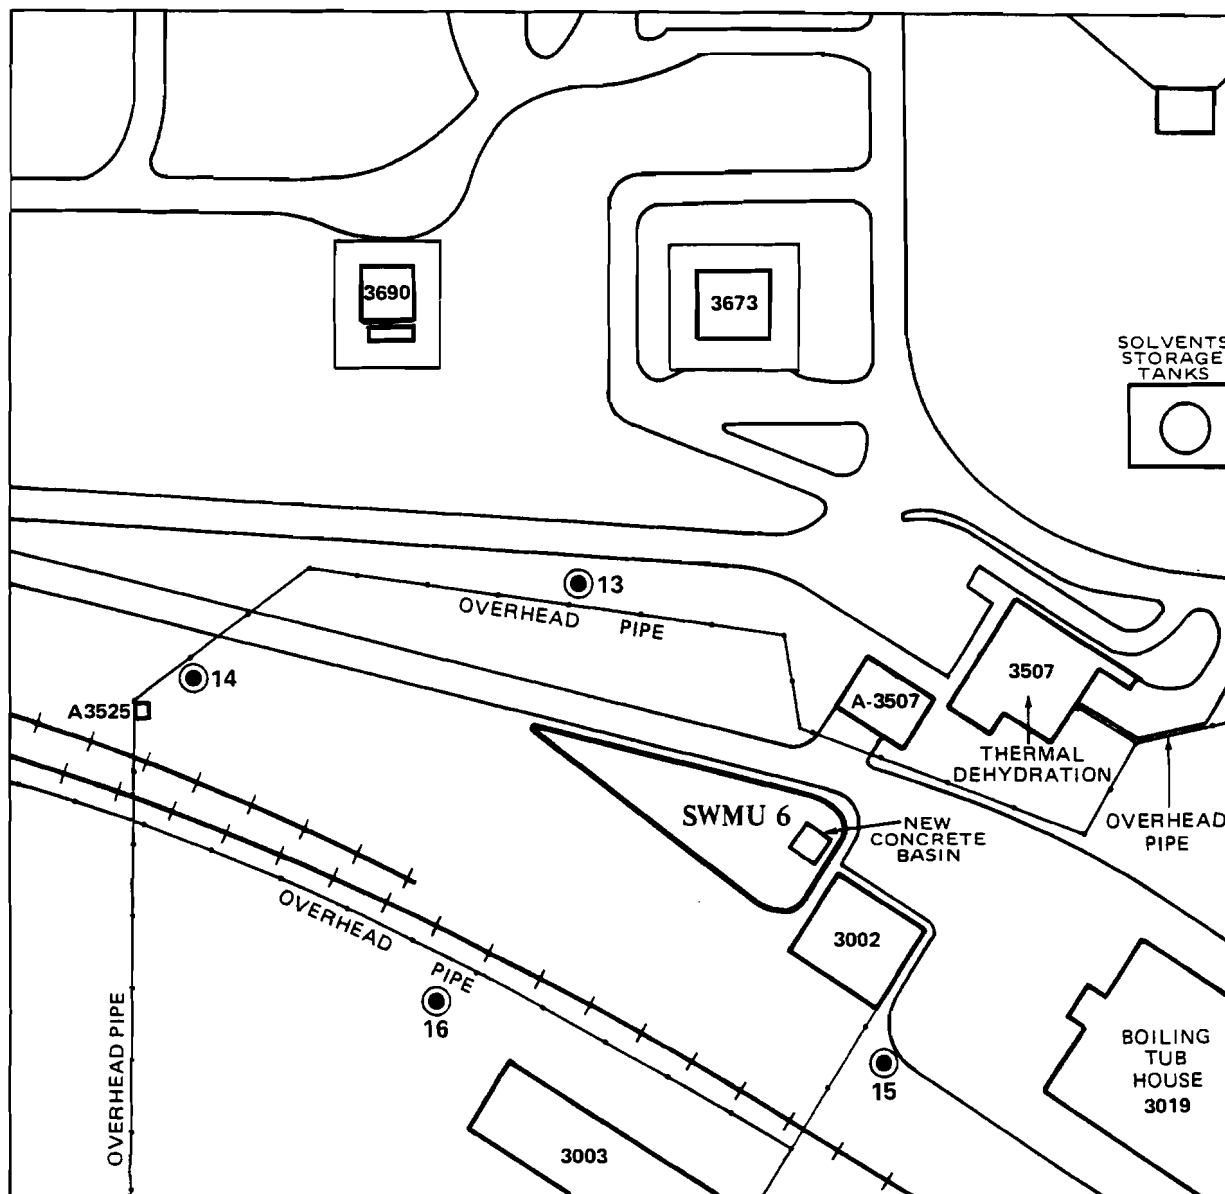 3690
3673
SOLVENTS
STORAGE
TANKS
13
OVERHEAD PIPE
14
A3525
3507
A-3507
THERMAL
DEHYDRATION
SWMU 6
NEW
CONCRETE
BASIN
OVERHEAD
PIPE
OVERHEAD PIPE
3002
16
OVERHEAD PIPE
15
BOILING
TUB
HOUSE
3019
3003